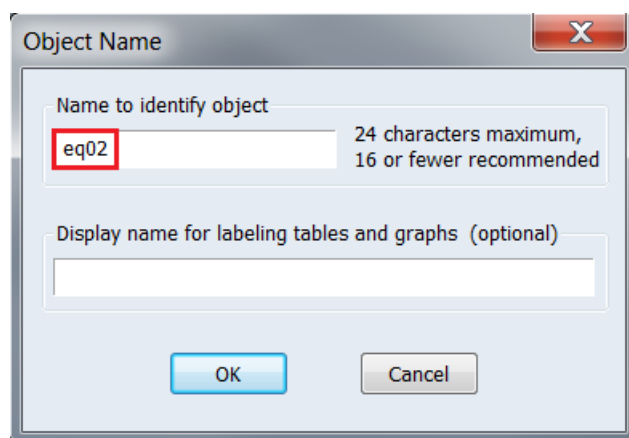 Object Name
X
Name to identify object
eq02
24 characters maximum,
16 or fewer recommended
Display name for labeling tables and graphs (optional)
OK
Cancel